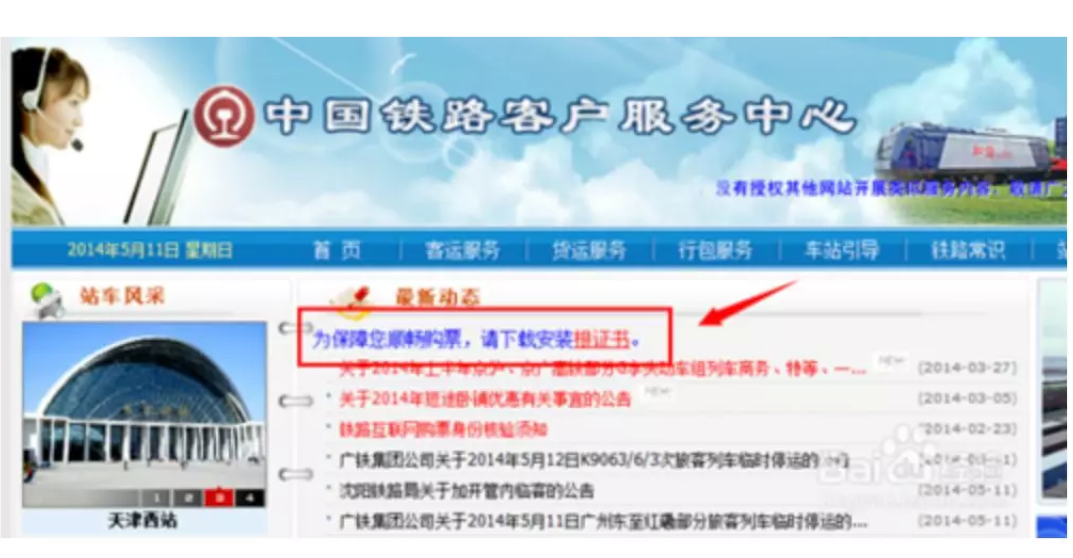 中国铁路客户服务中心
没有授权其他网站开展类似服务内容，敬请广
2014年5月11日 星期日
首 页
客运服务
货运服务
行包服务
车站引导
铁路常识
站车风采
最新动态
为保障您顺畅购票，请下载安装根证书。
关于2014年上半年京沪、京广
动车组列车商务、特等、一...
NEW
(2014-03-27)
关于2014年短途卧铺优惠有关事宜的公告
NEW
(2014-03-05)
铁路互联网购票身份核验须知
2014-02-23)
广铁集团公司关于2014年5月12日K9063/6/3次旅客列车临时停运的
沈阳铁路局关于加开管内临客的公告
(2014-05-11)
广铁集团公司关于2014年5月11日广州东至红磡部分旅客列车临时停运的...
(2014-05-11)
1 2 3 4
天津西站
Bai